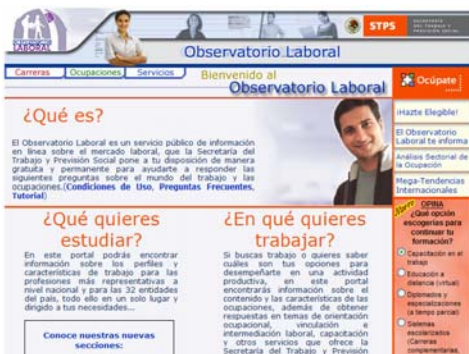 OBSERVATORIO
LABORAL
STPS
SECRETARÍA
DEL TRABAJO Y
PREVISIÓN SOCIAL
Observatorio Laboral
Carreras
Ocupaciones
Servicios
Bienvenido al
Observatorio Laboral
Ocúpate
¿Qué es?
El Observatorio Laboral es un servicio público de información
en línea sobre el mercado laboral, que la Secretaría del
Trabajo y Previsión Social pone a tu disposición de manera
gratuita y permanente para ayudarte a responder las
siguientes preguntas sobre el mundo del trabajo y las
ocupaciones.(Condiciones de Uso, Preguntas Frecuentes,
Tutorial)
¿Qué quieres
estudiar?
En este portal podrás encontrar
información sobre los perfiles y
características de trabajo para las
profesiones más representativas a
nivel nacional y para las 32 entidades
del país, todo ello en un solo lugar y
dirigido a tus necesidades...
Conoce nuestras nuevas
secciones:
¿En qué quieres
trabajar?
Si buscas trabajo o quieres saber
cuáles son tus opciones para
desempeñarte en una actividad
productiva, en este portal
encontrarás información sobre el
contenido y las características de las
ocupaciones, además de obtener
respuestas en temas de orientación
ocupacional, vinculación e
intermediación laboral, capacitación
y otros servicios que ofrece la
Secretaría del Trabajo y Previsión
¡Hazte Elegible!
El Observatorio
Laboral te informa
Análisis Sectorial de
la Ocupación
Mega-Tendencias
Internacionales
Nuevo
OPINA
¿Qué opción
escogerías para
continuar tu
formación?
Capacitación en el
trabajo
Educación a
distancia (virtual)
Diplomados y
especializaciones
(a tiempo parcial)
Sistemas
escolarizados
(Carreras
complementarias,